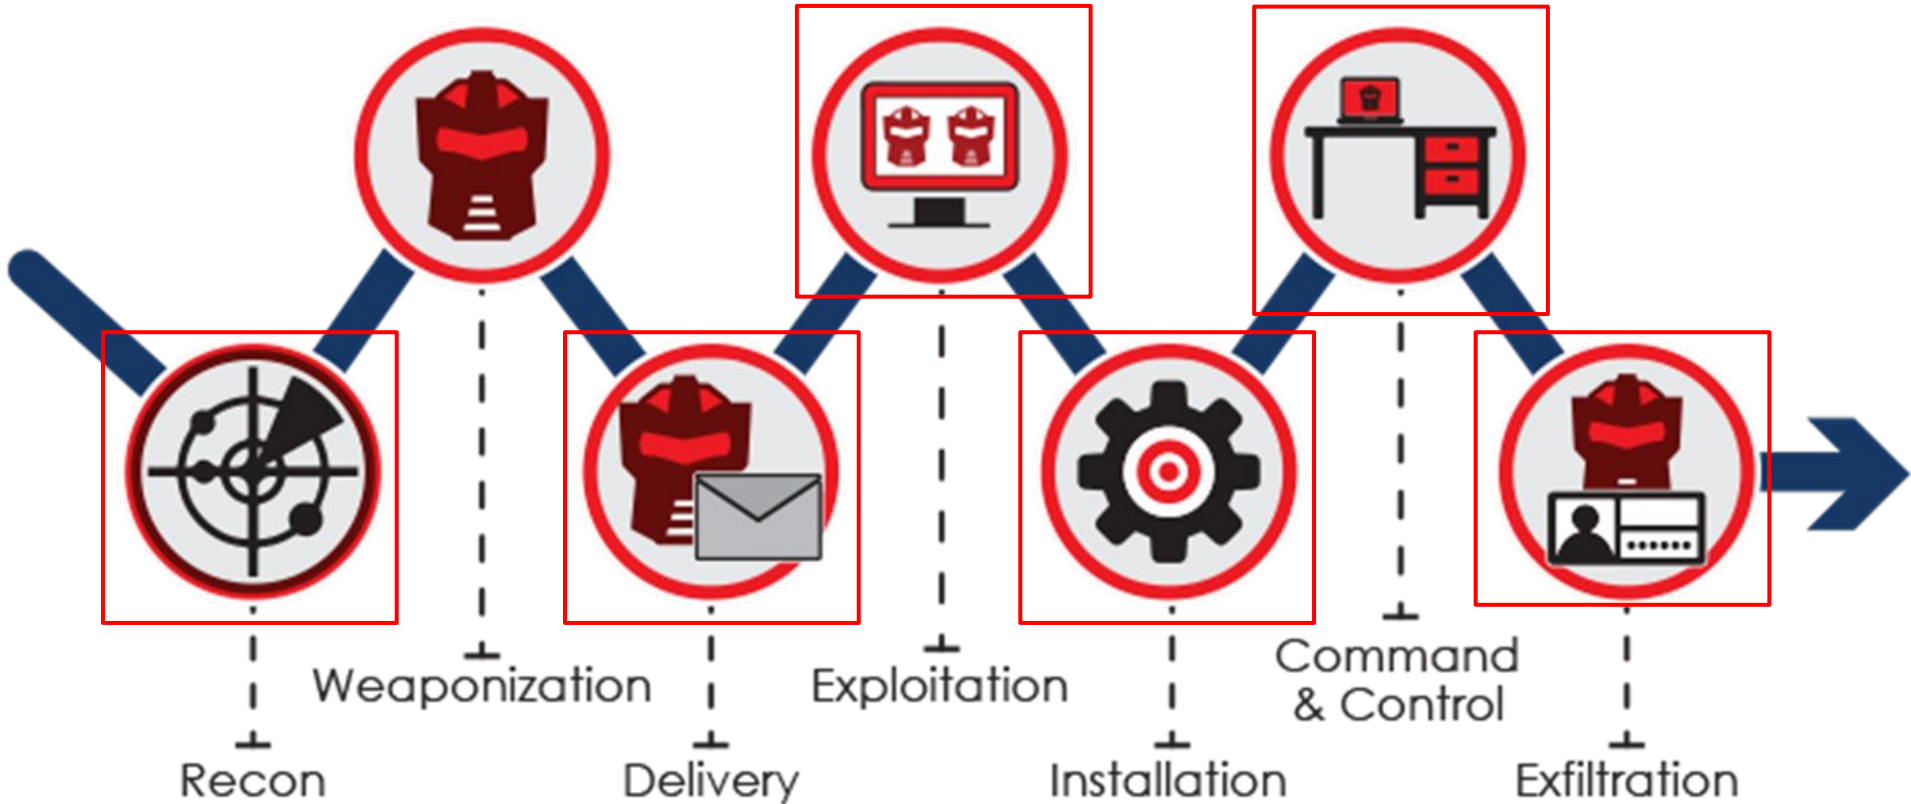 Recon
Weaponization
Delivery
Exploitation
Installation
Command
& Control
Exfiltration